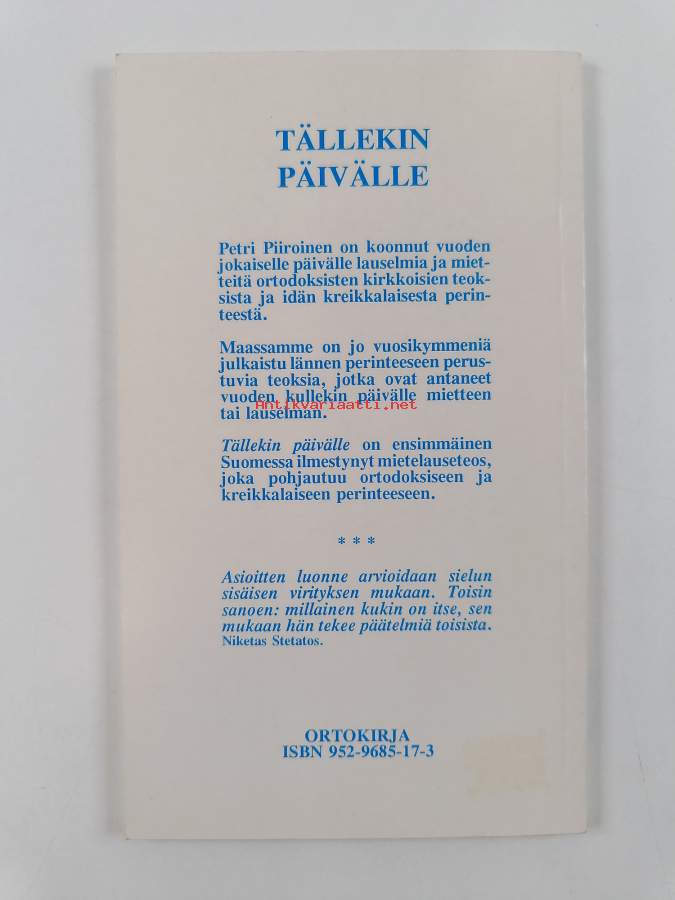 TÄLLEKIN
PÄIVÄLLE
Petri Piiroinen on koonnut vuoden
jokaiselle päivälle lauselmia ja miet-
teitä ortodoksisten kirkkoisien teok-
sista ja idän kreikkalaisesta perin-
teestä.
Maassamme on jo vuosikymmeniä
julkaistu lännen perinteeseen perus-
tuvia teoksia, jotka ovat antaneet
vuoden kullekin päivälle mietteen
Antikvariaatti.net
tai lauselman.
Tällekin päivälle on ensimmäinen
Suomessa ilmestynyt mietelauseteos,
joka pohjautuu ortodoksiseen ja
kreikkalaiseen perinteeseen.
* * *
Asioitten luonne arvioidaan sielun
sisäisen virityksen mukaan. Toisin
sanoen: millainen kukin on itse, sen
mukaan hän tekee päätelmiä toisista.
Niketas Stetatos.
ORTOKIRJA
ISBN 952-9685-17-3